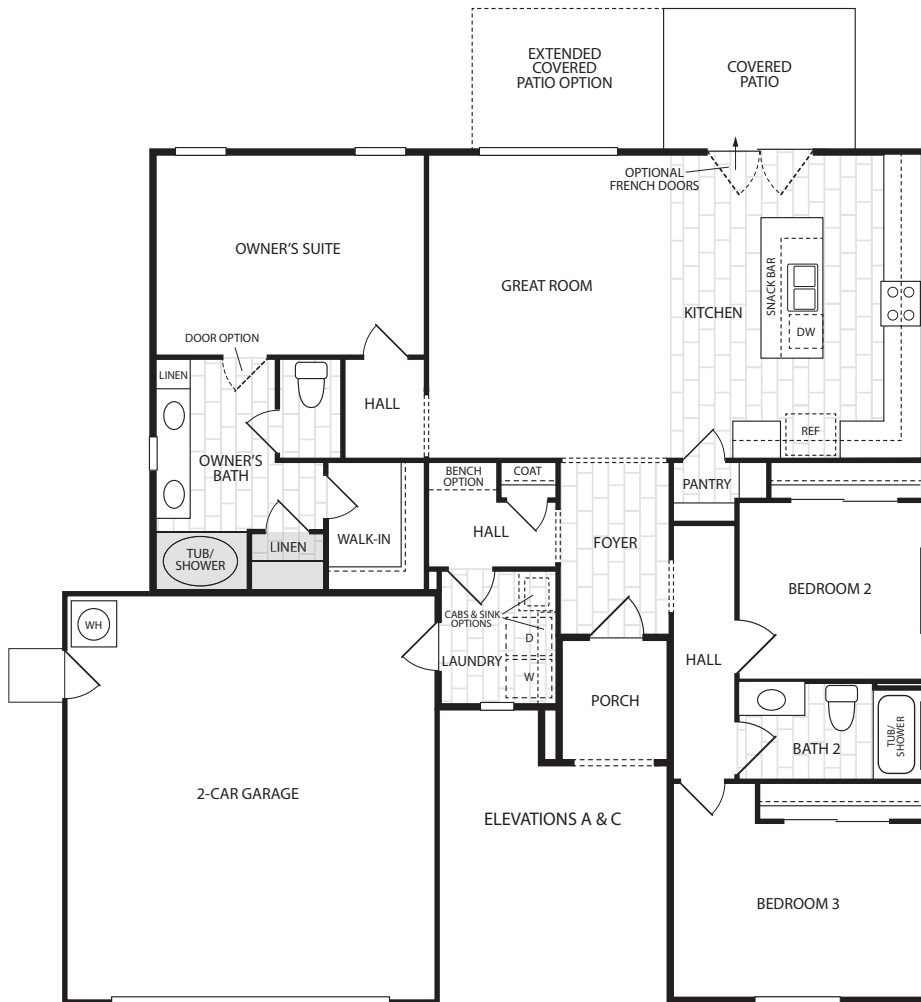 EXTENDED
COVERED
PATIO OPTION
COVERED
PATIO
OPTIONAL
FRENCH DOORS
OWNER'S SUITE
GREAT ROOM
KITCHEN
SNACK BAR
DW
DOOR OPTION
LINEN
HALL
REF
OWNER'S
BATH
BENCH
OPTION
COAT
PANTRY
WALK-IN
HALL
FOYER
LINEN
TUB/
SHOWER
BEDROOM 2
WH
CABS & SINK
OPTIONS
D
LAUNDRY
W
HALL
PORCH
BATH 2
TUB/
SHOWER
2-CAR GARAGE
ELEVATIONS A & C
BEDROOM 3